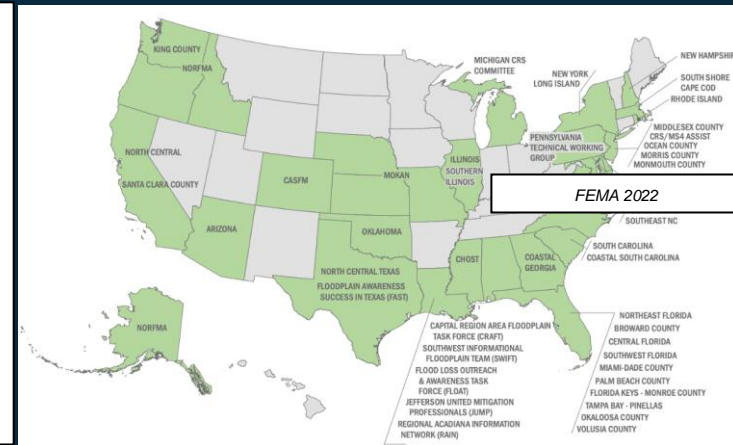 KING COUNTY
NORFMA
MICHIGAN CRS
COMMITTEE
NEW YORK
LONG ISLAND
NEW HAMPSHIRE
SOUTH SHORE
CAPE COD
RHODE ISLAND
PENNSYLVANIA
TECHNICAL WORKING
GROUP
MIDDLESEX COUNTY
CRS/MS4 ASSIST
OCEAN COUNTY
MORRIS COUNTY
MONMOUTH COUNTY
NORTH CENTRAL
SANTA CLARA COUNTY
CASFM
MOKAN
ILLINOIS
SOUTHERN
ILLINOIS
FEMA 2022
SOUTHEAST NC
SOUTH CAROLINA
COASTAL SOUTH CAROLINA
ARIZONA
OKLAHOMA
CHOST
COASTAL
GEORGIA
NORTH CENTRAL TEXAS
FLOODPLAIN AWARENESS
SUCCESS IN TEXAS (FAST)
NORFMA
CAPITAL REGION AREA FLOODPLAIN
TASK FORCE (CRAFT)
SOUTHWEST INFORMATIONAL
FLOODPLAIN TEAM (SWIFT)
FLOOD LOSS OUTREACH
& AWARENESS TASK
FORCE (FLOAT)
JEFFERSON UNITED MITIGATION
PROFESSIONALS (JUMP)
REGIONAL ACADIANA INFORMATION
NETWORK (RAIN)
NORTHEAST FLORIDA
BROWARD COUNTY
CENTRAL FLORIDA
SOUTHWEST FLORIDA
MIAMI-DADE COUNTY
PALM BEACH COUNTY
FLORIDA KEYS - MONROE COUNTY
TAMPA BAY - PINELLAS
OKALOOSA COUNTY
VOLUSIA COUNTY